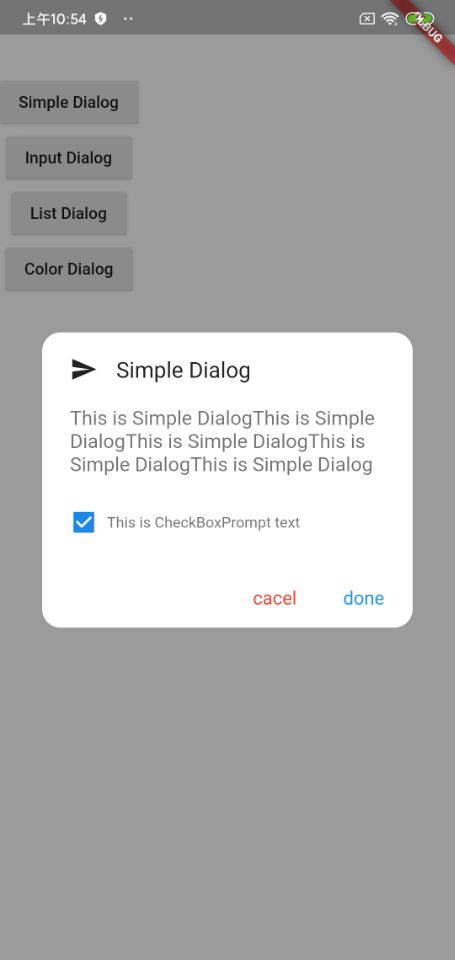 上午10:54
DEBUG
Simple Dialog
Input Dialog
List Dialog
Color Dialog
Simple Dialog
This is Simple DialogThis is Simple
DialogThis is Simple DialogThis is
Simple DialogThis is Simple Dialog
This is CheckBoxPrompt text
cacel
done